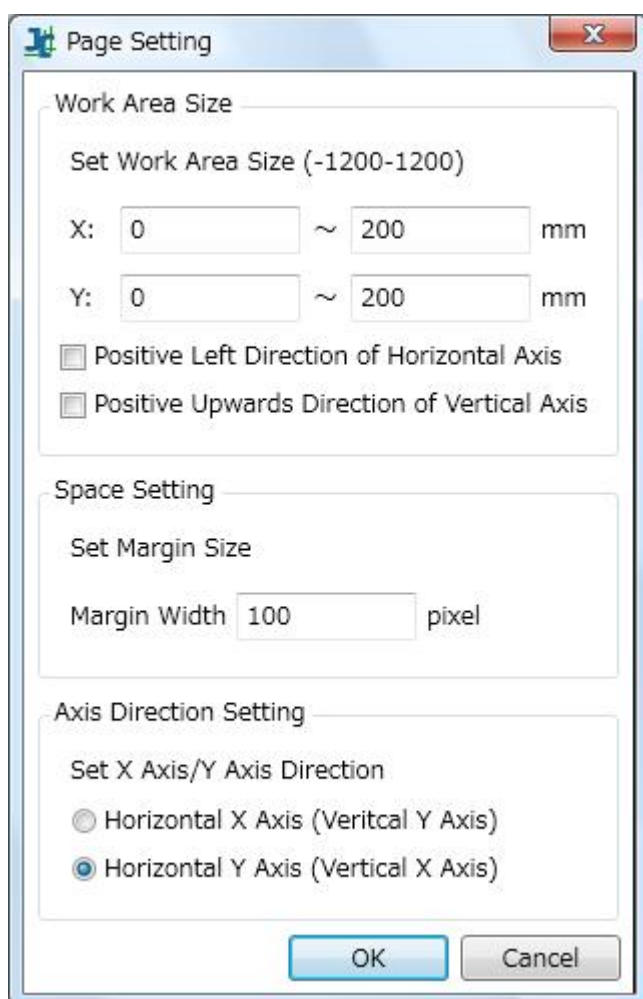 Page Setting
Work Area Size
Set Work Area Size (-1200-1200)
X: 0 ~ 200 mm
Y: 0 ~ 200 mm
Positive Left Direction of Horizontal Axis
Positive Upwards Direction of Vertical Axis
Space Setting
Set Margin Size
Margin Width 100 pixel
Axis Direction Setting
Set X Axis/Y Axis Direction
Horizontal X Axis (Veritcal Y Axis)
Horizontal Y Axis (Vertical X Axis)
OK Cancel